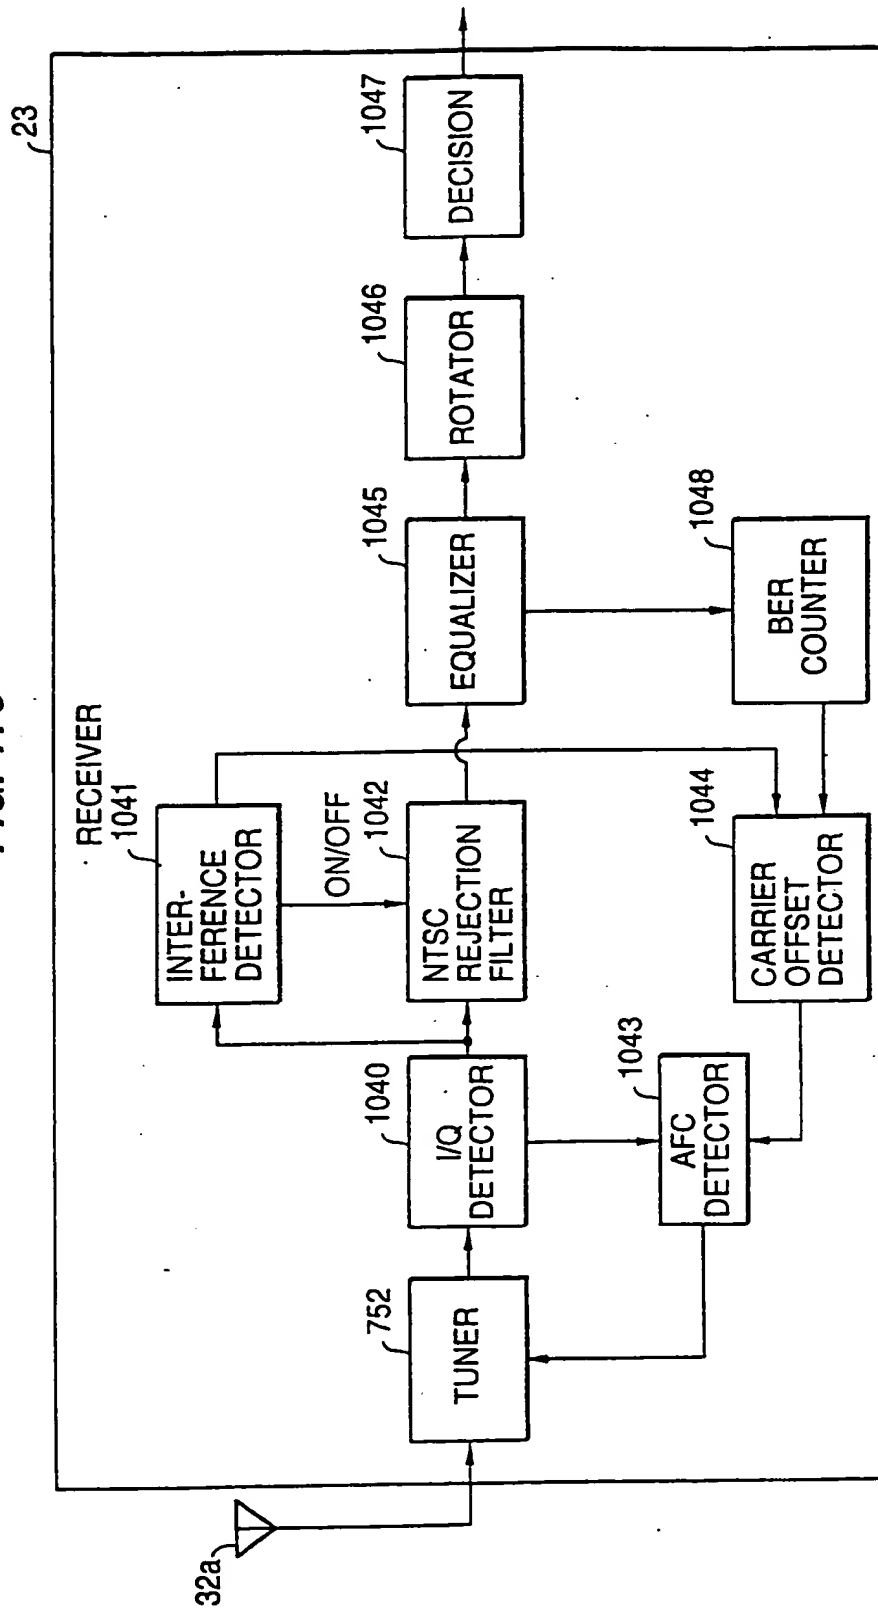 23
RECEIVER
1041
INTER-
FERENCE
DETECTOR
ON/OFF
32a
752
TUNER
1040
I/Q
DETECTOR
1042
NTSC
REJECTION
FILTER
1045
EQUALIZER
1046
ROTATOR
1047
DECISION
1043
AFC
DETECTOR
1044
CARRIER
OFFSET
DETECTOR
1048
BER
COUNTER